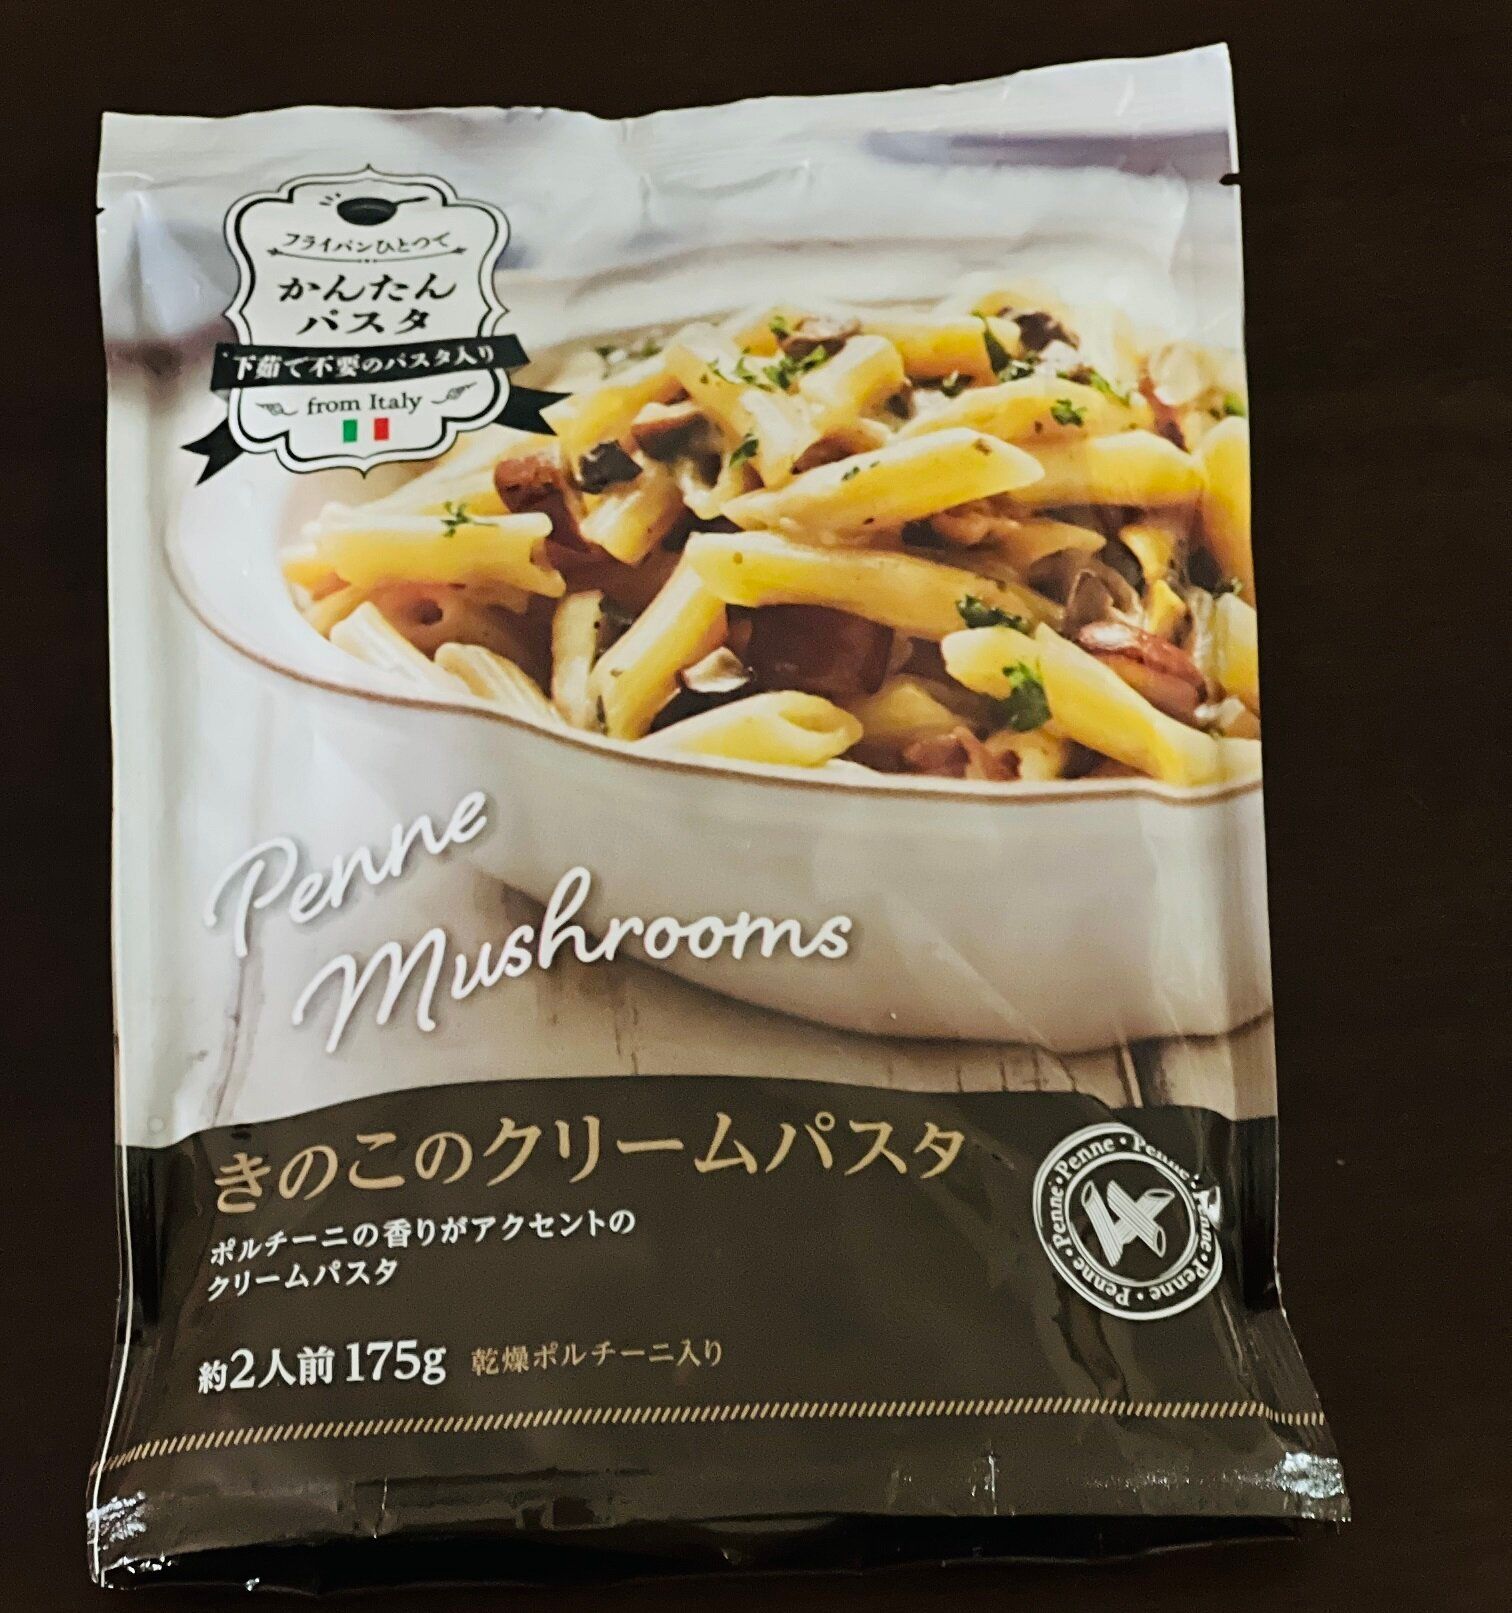 フライパンひとつで
かんたん
パスタ
下茹で不要のパスタ入り
from Italy
Penne
Mushrooms
きのこのクリームパスタ
ポルチーニの香りがアクセントの
クリームパスタ
約2人前 175g 乾燥ポルチーニ入り
Penne・Penne・Penne・Penne・Penne・Penne・Penne